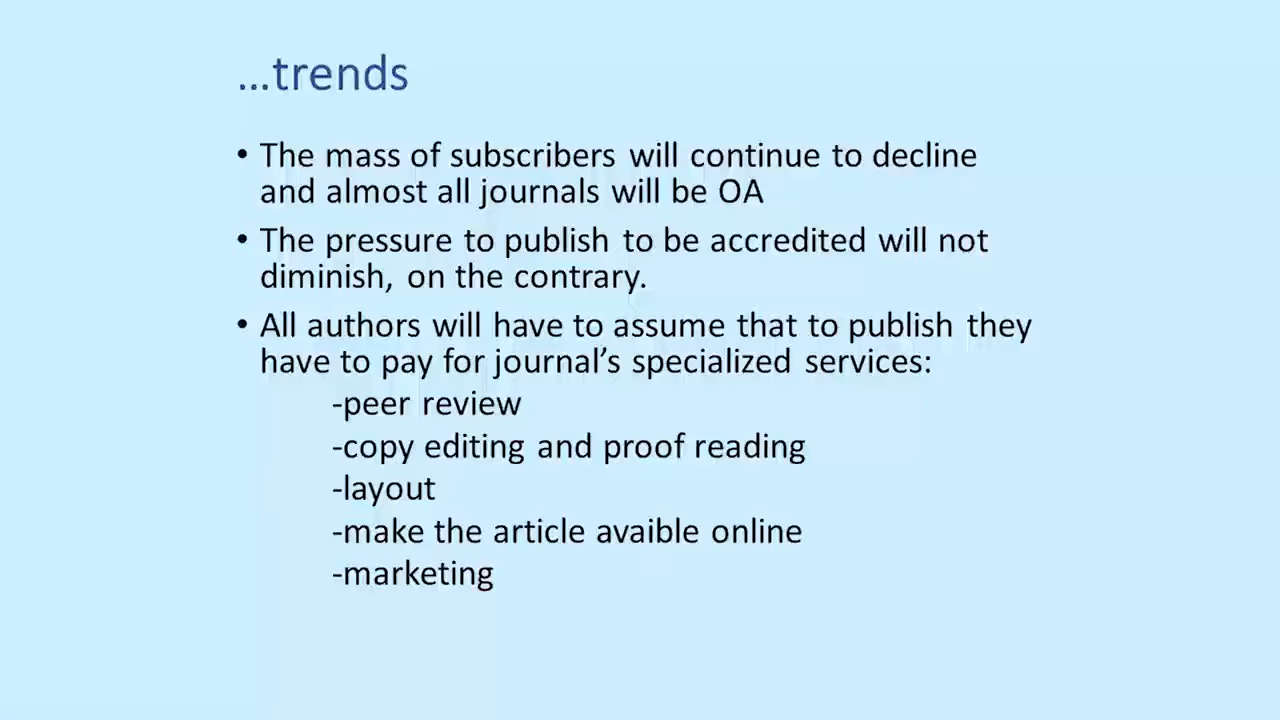 ...trends
• The mass of subscribers will continue to decline
and almost all journals will be OA
• The pressure to publish to be accredited will not
diminish, on the contrary.
• All authors will have to assume that to publish they
have to pay for journal’s specialized services:
-peer review
-copy editing and proof reading
-layout
-make the article avaible online
-marketing